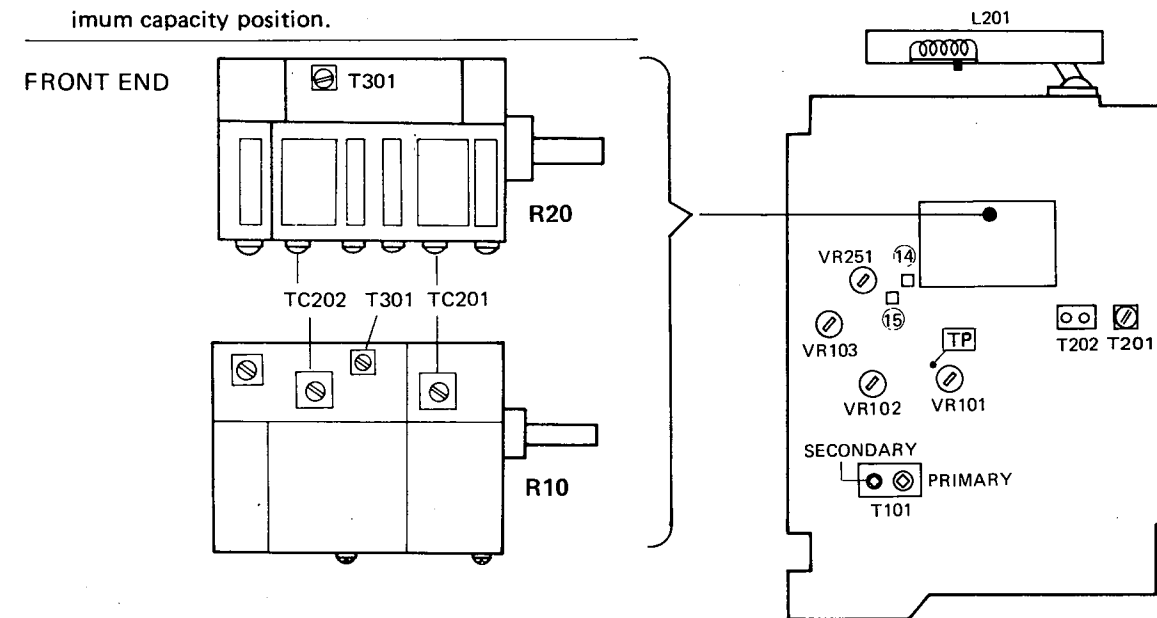 imum capacity position.
L201
FRONT END
T301
R20
TC202 T301 TC201
R10
VR251
14
15
VR103
TP
T202 T201
VR102 VR101
SECONDARY
PRIMARY
T101